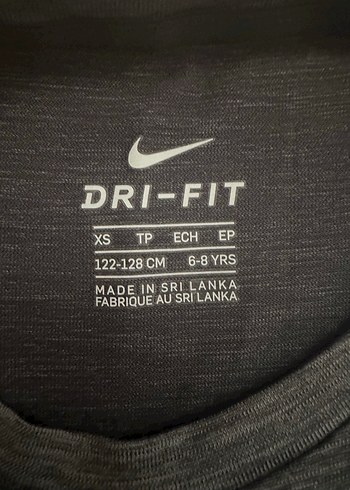 DRI-FIT
XS TP ECH EP
122-128 CM 6-8 YRS
MADE IN SRI LANKA
FABRIQUE AU SRI LANKA